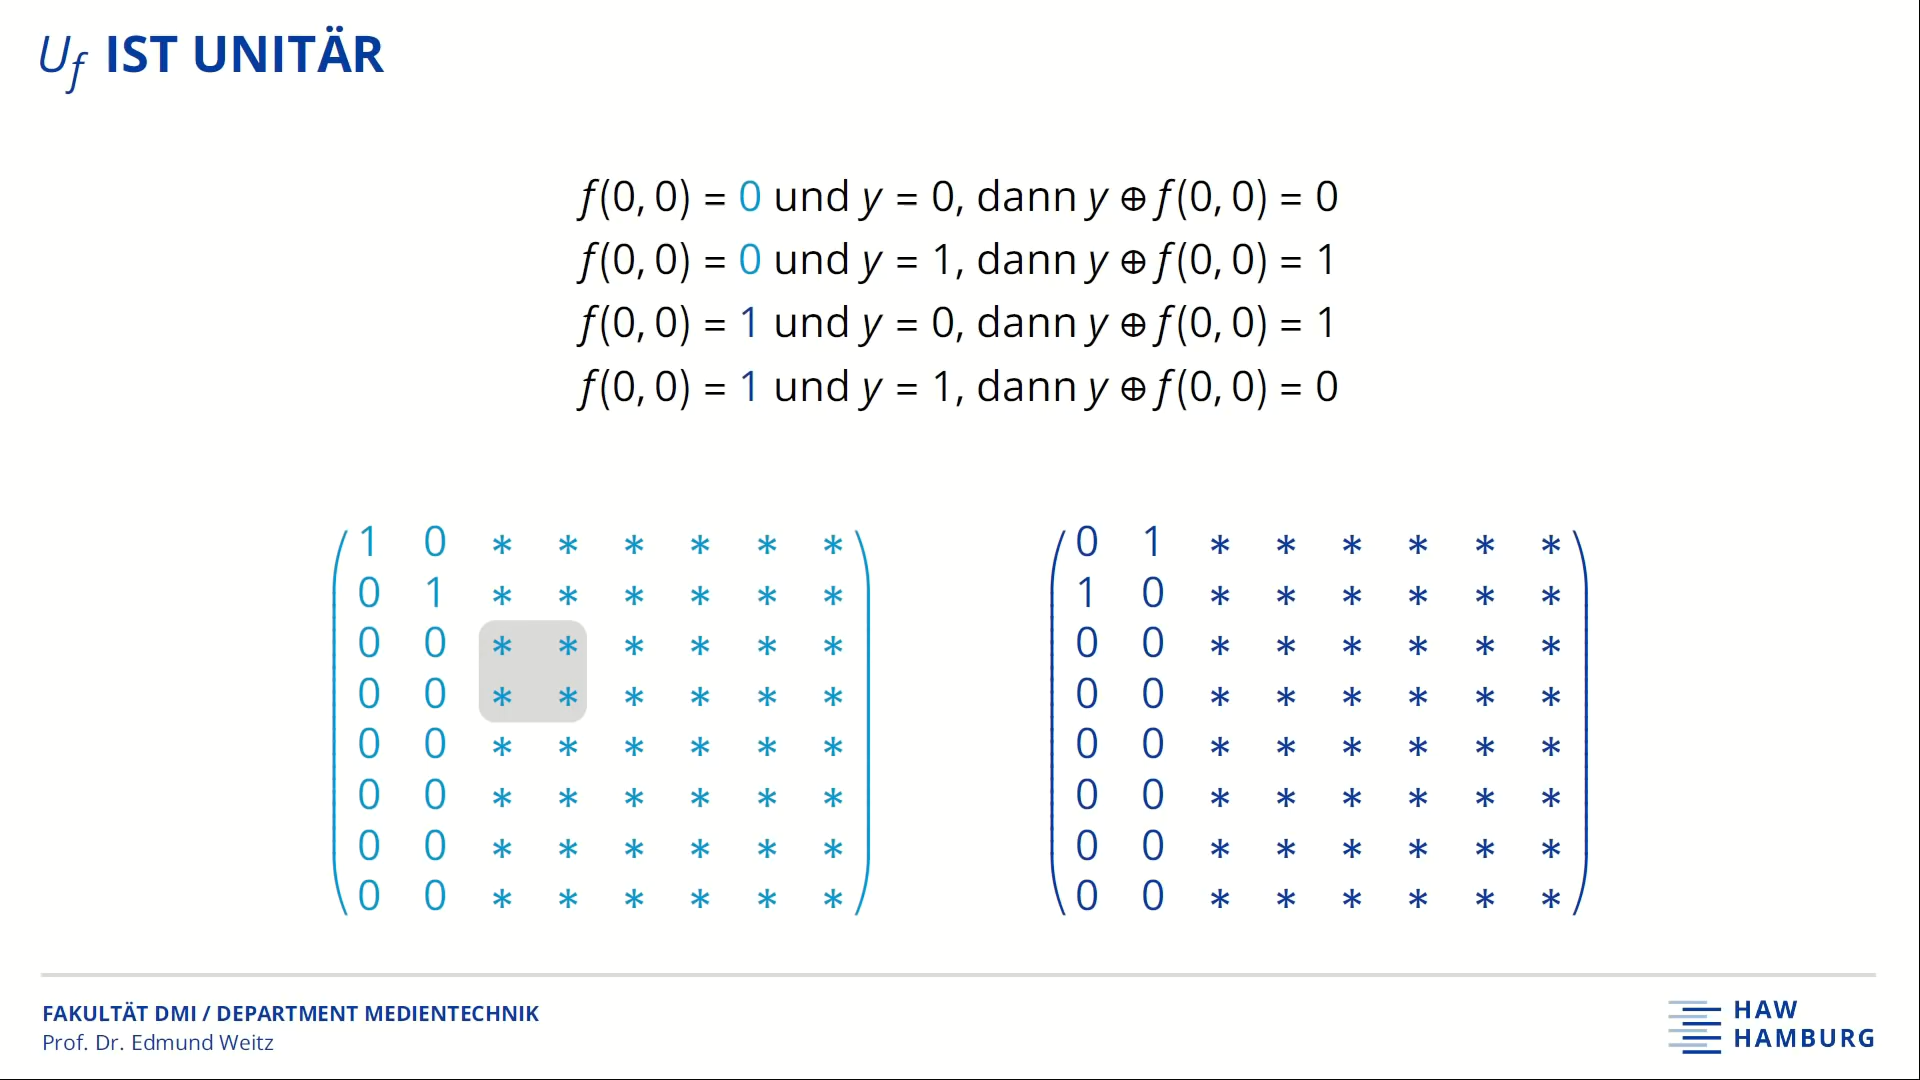 U_f IST UNITÄR
f(0, 0) = 0 und y = 0, dann y ⊕ f(0, 0) = 0
f(0, 0) = 0 und y = 1, dann y ⊕ f(0, 0) = 1
f(0, 0) = 1 und y = 0, dann y ⊕ f(0, 0) = 1
f(0, 0) = 1 und y = 1, dann y ⊕ f(0, 0) = 0
1 0 * * * * * *
0 1 * * * * * *
0 0 * * * * * *
0 0 * * * * * *
0 0 * * * * * *
0 0 * * * * * *
0 0 * * * * * *
0 0 * * * * * *
0 1 * * * * * *
1 0 * * * * * *
0 0 * * * * * *
0 0 * * * * * *
0 0 * * * * * *
0 0 * * * * * *
0 0 * * * * * *
0 0 * * * * * *
FAKULTÄT DMI / DEPARTMENT MEDIENTECHNIK
Prof. Dr. Edmund Weitz
HAW
HAMBURG